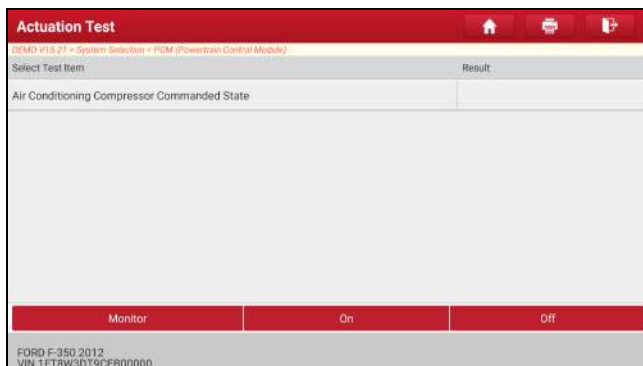 Actuation Test
DEMO V15.21 > System Selection > PCM (Powertrain Control Module)
Select Test Item Result
Air Conditioning Compressor Commanded State
Monitor On Off
FORD F-350 2012
VIN 1FT8W3DT9CEB00000